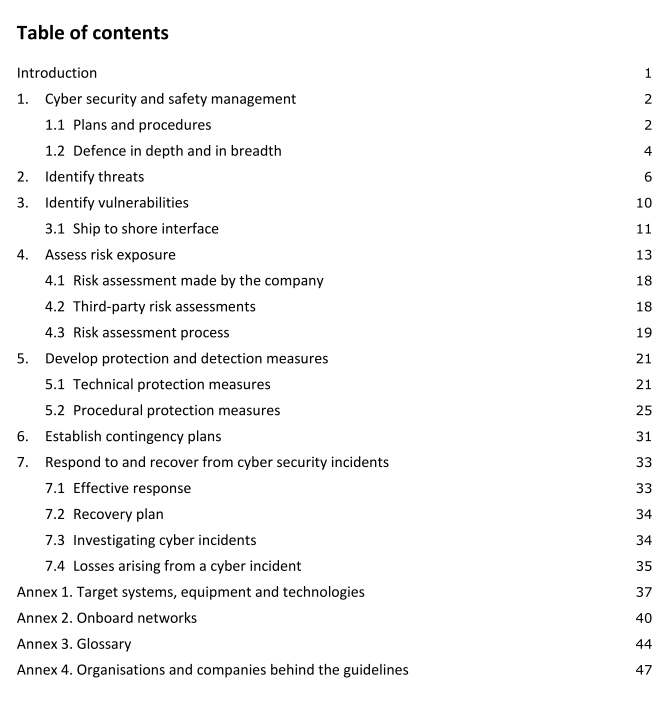 Table of contents
Introduction 1
1. Cyber security and safety management 2
1.1 Plans and procedures 2
1.2 Defence in depth and in breadth 4
2. Identify threats 6
3. Identify vulnerabilities 10
3.1 Ship to shore interface 11
4. Assess risk exposure 13
4.1 Risk assessment made by the company 18
4.2 Third-party risk assessments 18
4.3 Risk assessment process 19
5. Develop protection and detection measures 21
5.1 Technical protection measures 21
5.2 Procedural protection measures 25
6. Establish contingency plans 31
7. Respond to and recover from cyber security incidents 33
7.1 Effective response 33
7.2 Recovery plan 34
7.3 Investigating cyber incidents 34
7.4 Losses arising from a cyber incident 35
Annex 1. Target systems, equipment and technologies 37
Annex 2. Onboard networks 40
Annex 3. Glossary 44
Annex 4. Organisations and companies behind the guidelines 47